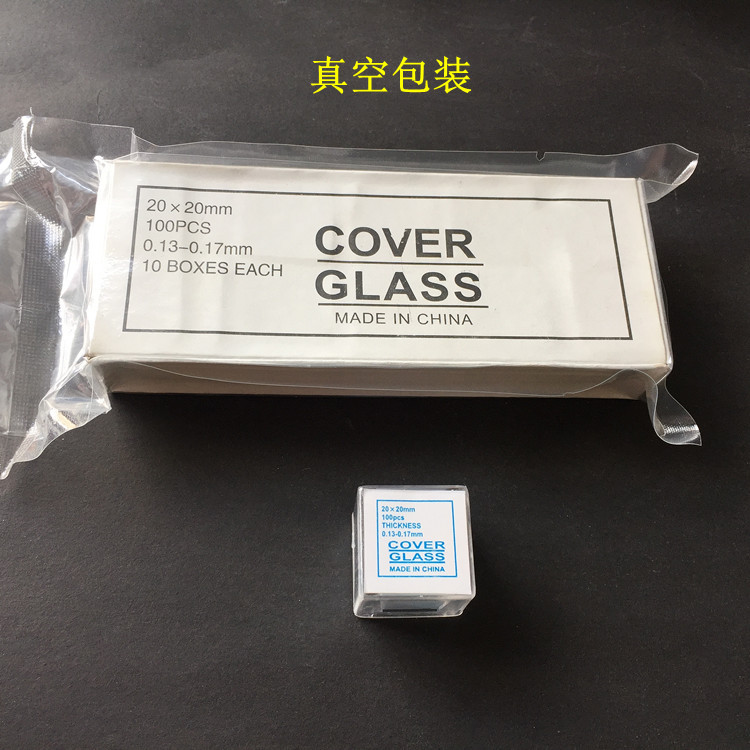 真空包装
20×20mm
100PCS
0.13-0.17mm
10 BOXES EACH
COVER
GLASS
MADE IN CHINA
20×20mm
100pcs
THICKNESS
0.13-0.17mm
COVER
GLASS
MADE IN CHINA